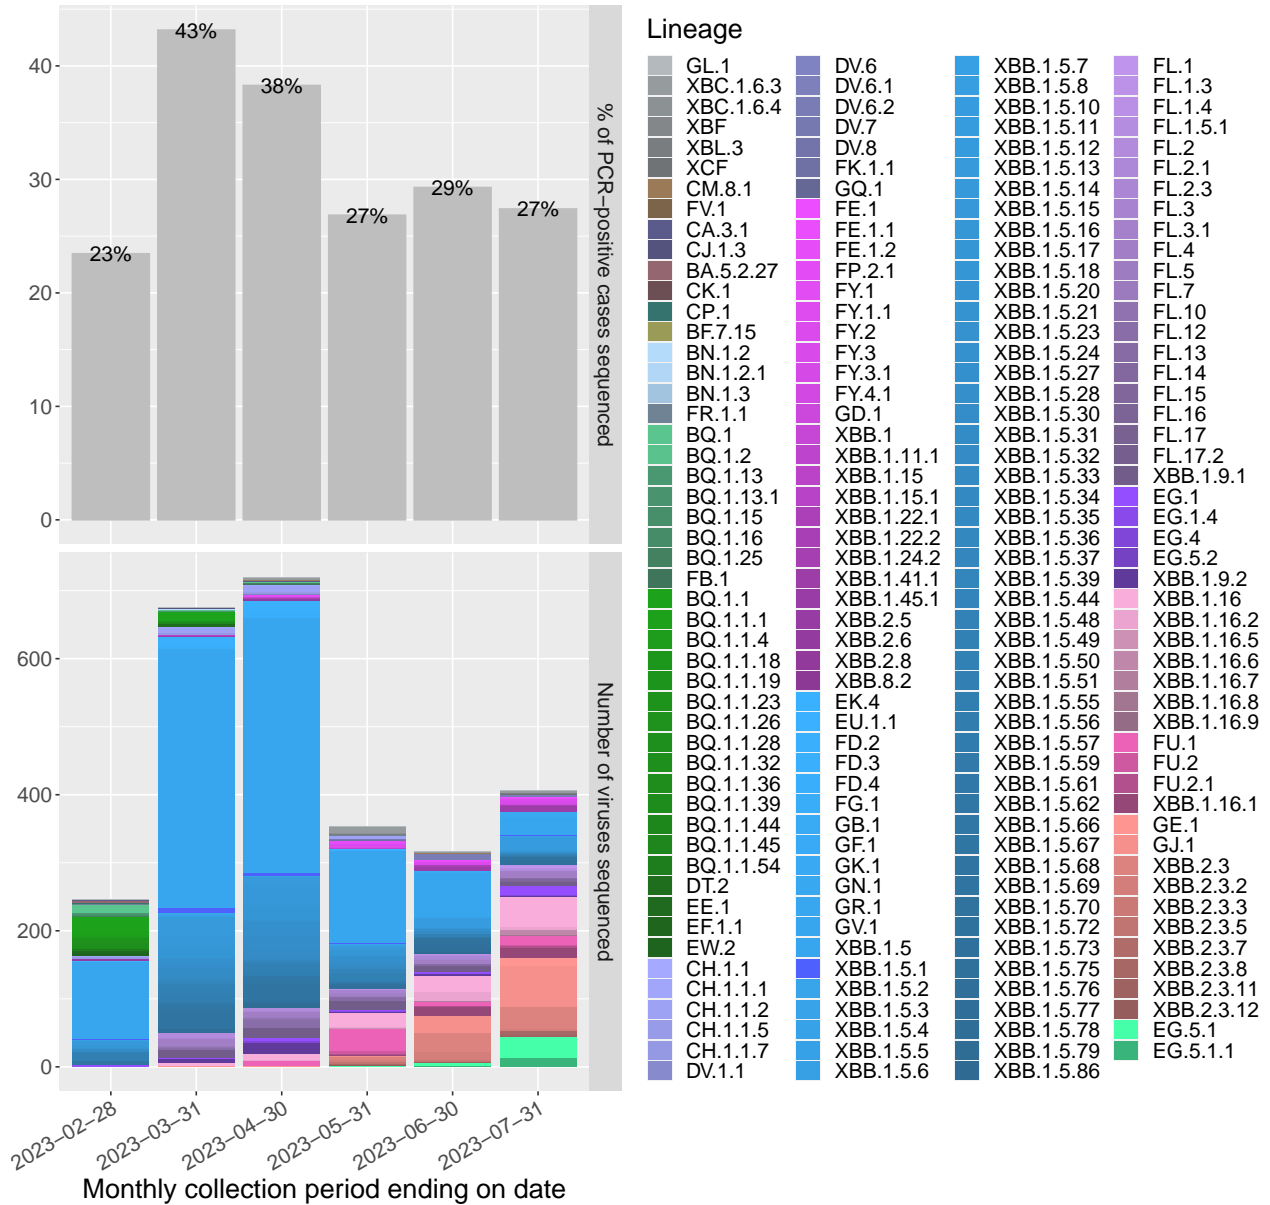 43%
38%
23%
27%
29%
27%
40
30
20
10
0
% of PCR−positive cases sequenced
600
400
200
0
Number of viruses sequenced
2023−02−28
2023−03−31
2023−04−30
2023−05−31
2023−06−30
2023−07−31
Monthly collection period ending on date
Lineage
GL.1
XBC.1.6.3
XBC.1.6.4
XBF
XBL.3
XCF
CM.8.1
FV.1
CA.3.1
CJ.1.3
BA.5.2.27
CK.1
CP.1
BF.7.15
BN.1.2
BN.1.2.1
BN.1.3
FR.1.1
BQ.1
BQ.1.2
BQ.1.13
BQ.1.13.1
BQ.1.15
BQ.1.16
BQ.1.25
FB.1
BQ.1.1
BQ.1.1.1
BQ.1.1.4
BQ.1.1.18
BQ.1.1.19
BQ.1.1.23
BQ.1.1.26
BQ.1.1.28
BQ.1.1.32
BQ.1.1.36
BQ.1.1.39
BQ.1.1.44
BQ.1.1.45
BQ.1.1.54
DT.2
EE.1
EF.1.1
EW.2
CH.1.1
CH.1.1.1
CH.1.1.2
CH.1.1.5
CH.1.1.7
DV.1.1
DV.6
DV.6.1
DV.6.2
DV.7
DV.8
FK.1.1
GQ.1
FE.1
FE.1.1
FE.1.2
FP.2.1
FY.1
FY.1.1
FY.2
FY.3
FY.3.1
FY.4.1
GD.1
XBB.1
XBB.1.11.1
XBB.1.15
XBB.1.15.1
XBB.1.22.1
XBB.1.22.2
XBB.1.24.2
XBB.1.41.1
XBB.1.45.1
XBB.2.5
XBB.2.6
XBB.2.8
XBB.8.2
EK.4
EU.1.1
FD.2
FD.3
FD.4
FG.1
GB.1
GF.1
GK.1
GN.1
GR.1
GV.1
XBB.1.5
XBB.1.5.1
XBB.1.5.2
XBB.1.5.3
XBB.1.5.4
XBB.1.5.5
XBB.1.5.6
XBB.1.5.7
XBB.1.5.8
XBB.1.5.10
XBB.1.5.11
XBB.1.5.12
XBB.1.5.13
XBB.1.5.14
XBB.1.5.15
XBB.1.5.16
XBB.1.5.17
XBB.1.5.18
XBB.1.5.20
XBB.1.5.21
XBB.1.5.23
XBB.1.5.24
XBB.1.5.27
XBB.1.5.28
XBB.1.5.30
XBB.1.5.31
XBB.1.5.32
XBB.1.5.33
XBB.1.5.34
XBB.1.5.35
XBB.1.5.36
XBB.1.5.37
XBB.1.5.39
XBB.1.5.44
XBB.1.5.48
XBB.1.5.49
XBB.1.5.50
XBB.1.5.51
XBB.1.5.55
XBB.1.5.56
XBB.1.5.57
XBB.1.5.59
XBB.1.5.61
XBB.1.5.62
XBB.1.5.66
XBB.1.5.67
XBB.1.5.68
XBB.1.5.69
XBB.1.5.70
XBB.1.5.72
XBB.1.5.73
XBB.1.5.75
XBB.1.5.76
XBB.1.5.77
XBB.1.5.78
XBB.1.5.79
XBB.1.5.86
FL.1
FL.1.3
FL.1.4
FL.1.5.1
FL.2
FL.2.1
FL.2.3
FL.3
FL.3.1
FL.4
FL.5
FL.7
FL.10
FL.12
FL.13
FL.14
FL.15
FL.16
FL.17
FL.17.2
XBB.1.9.1
EG.1
EG.1.4
EG.4
EG.5.2
XBB.1.9.2
XBB.1.16
XBB.1.16.2
XBB.1.16.5
XBB.1.16.6
XBB.1.16.7
XBB.1.16.8
XBB.1.16.9
FU.1
FU.2
FU.2.1
XBB.1.16.1
GE.1
GJ.1
XBB.2.3
XBB.2.3.2
XBB.2.3.3
XBB.2.3.5
XBB.2.3.7
XBB.2.3.8
XBB.2.3.11
XBB.2.3.12
EG.5.1
EG.5.1.1